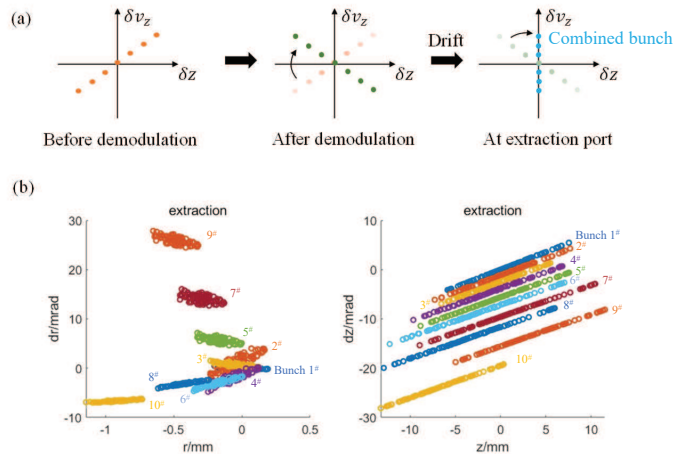 (a)
δv_z
δv_z
δv_z
Drift
Combined bunch
δz
δz
δz
Before demodulation
After demodulation
At extraction port
(b)
extraction
extraction
30
20
10
0
-10
dr/mrad
9#
7#
5#
3#
2#
8#
Bunch 1#
6#
4#
10#
-1
-0.5
0
0.5
r/mm
10
0
-10
-20
-30
dz/mrad
Bunch 1#
2#
4#
3#
5#
6#
7#
8#
9#
10#
-10
-5
0
5
10
z/mm